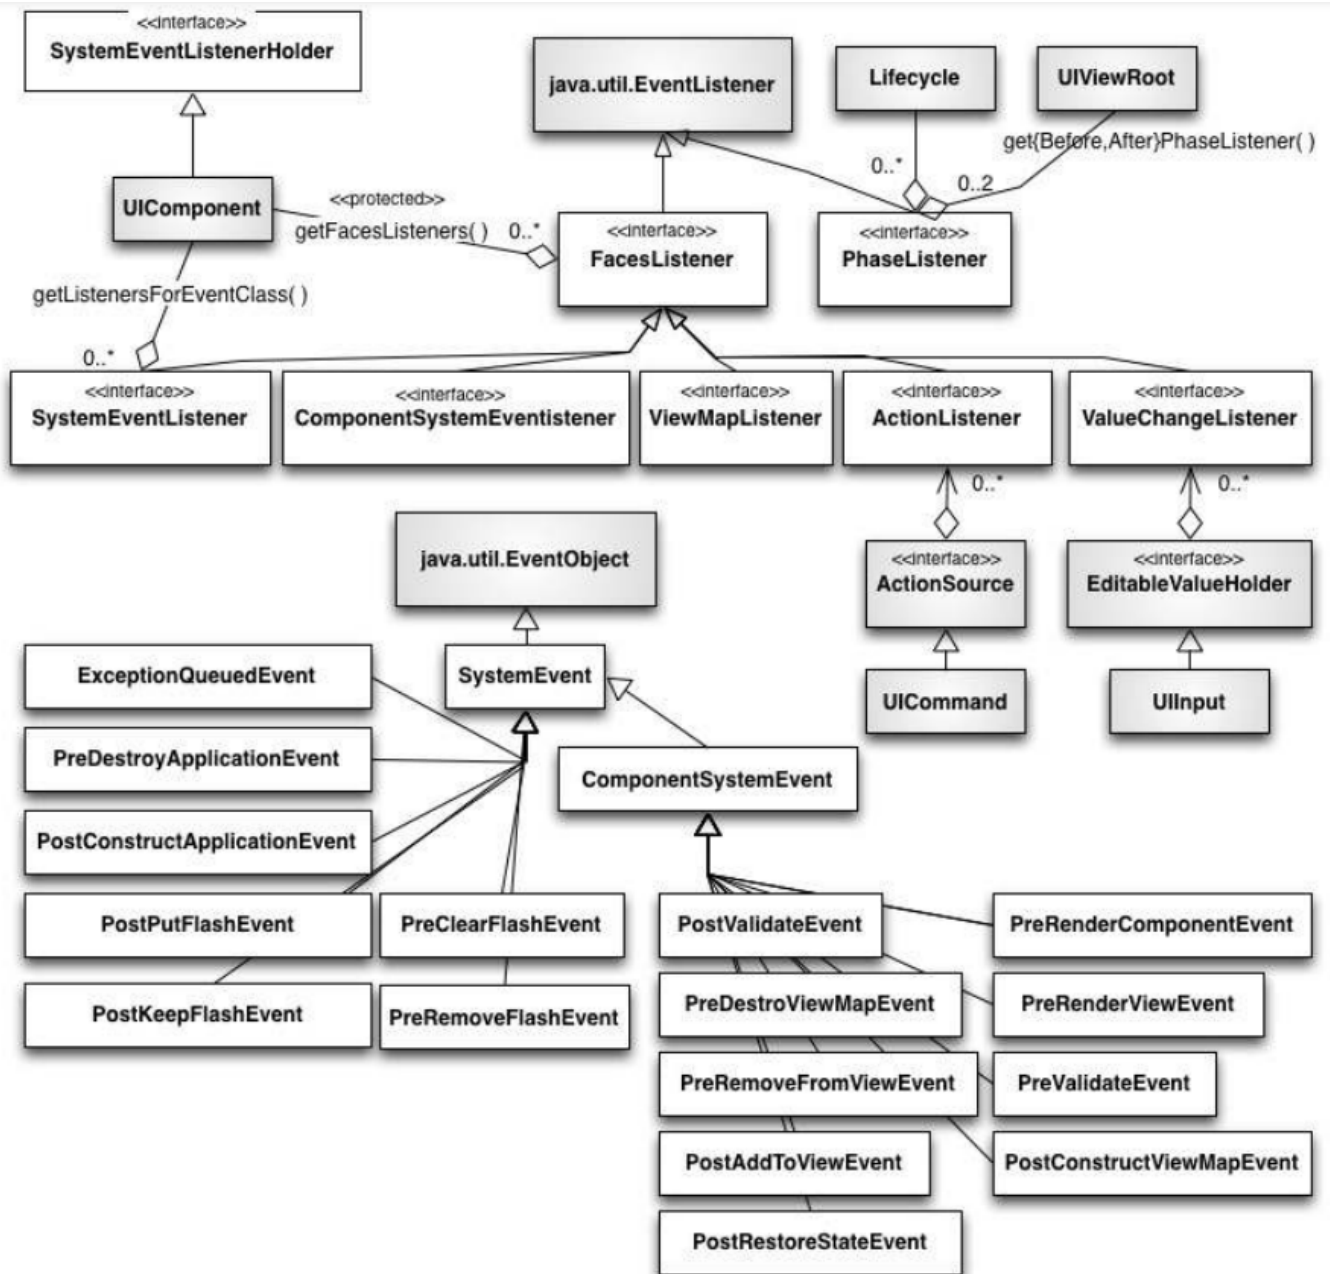 <<interface>>
SystemEventListenerHolder
java.util.EventListener
Lifecycle
UIViewRoot
get{Before,After}PhaseListener( )
0..*
0..2
UIComponent
<<protected>>
getFacesListeners( )
0..*
<<interface>>
FacesListener
<<interface>>
PhaseListener
getListenersForEventClass( )
0..*
<<interface>>
SystemEventListener
<<interface>>
ComponentSystemEventistener
<<interface>>
ViewMapListener
<<interface>>
ActionListener
<<interface>>
ValueChangeListener
0..*
0..*
java.util.EventObject
<<interface>>
ActionSource
<<interface>>
EditableValueHolder
ExceptionQueuedEvent
SystemEvent
UICommand
UIInput
PreDestroyApplicationEvent
ComponentSystemEvent
PostConstructApplicationEvent
PostPutFlashEvent
PreClearFlashEvent
PostValidateEvent
PreRenderComponentEvent
PostKeepFlashEvent
PreRemoveFlashEvent
PreDestroViewMapEvent
PreRenderViewEvent
PreRemoveFromViewEvent
PreValidateEvent
PostAddToViewEvent
PostConstructViewMapEvent
PostRestoreStateEvent